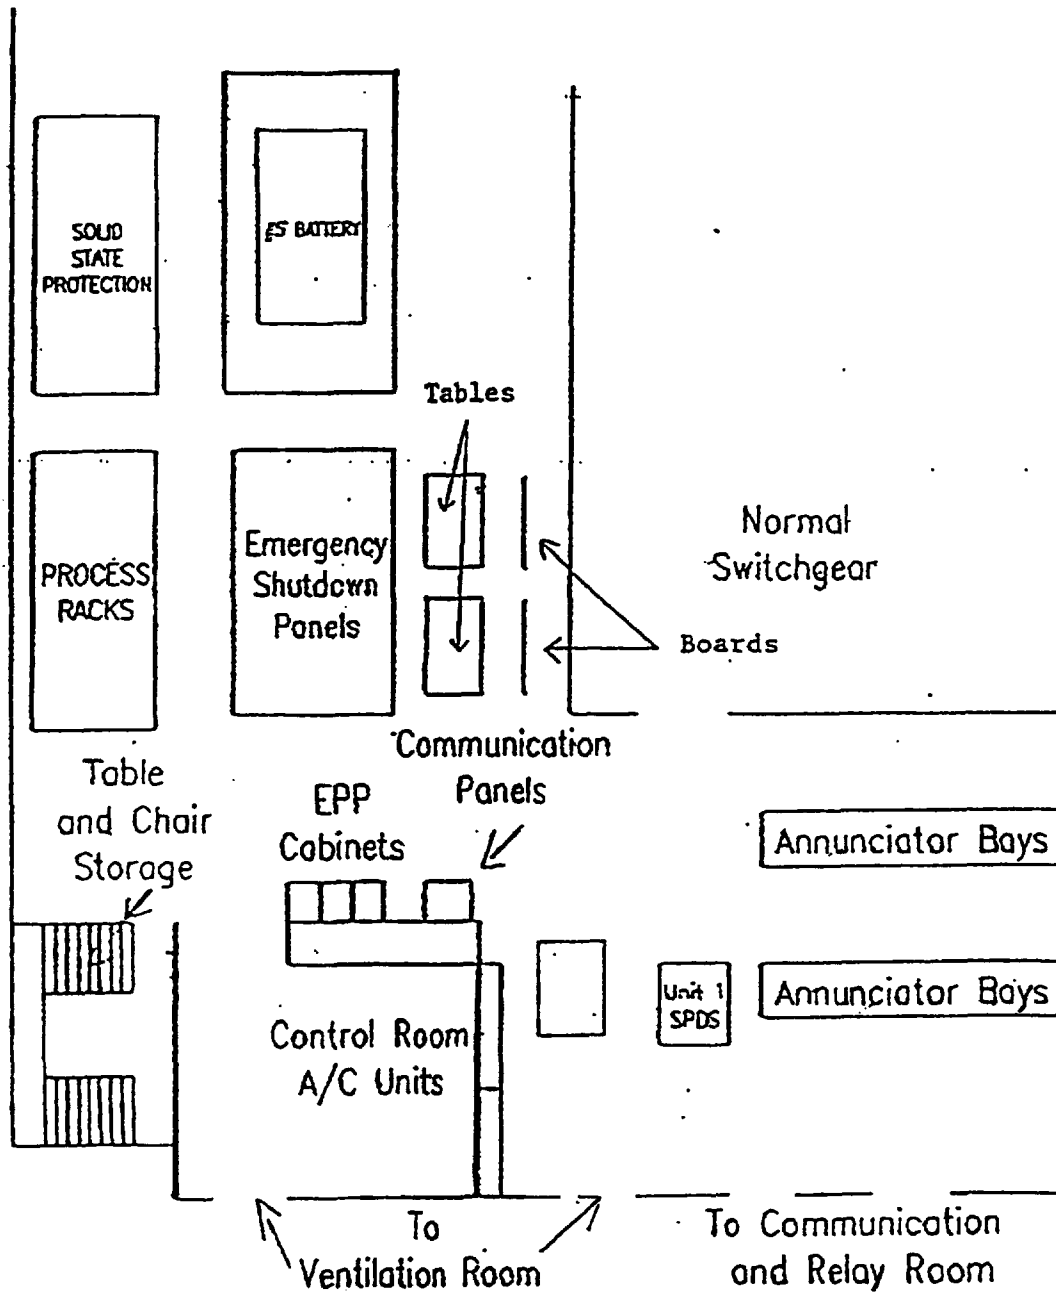 SOLID
STATE
PROTECTION
ES BATTERY
Tables
PROCESS
RACKS
Emergency
Shutdown
Panels
Normal
Switchgear
Boards
Communication
Panels
Table
and Chair
Storage
EPP
Cabinets
Annunciator Bays
Unit 1
SPDS
Annunciator Bays
Control Room
A/C Units
To
Ventilation Room
To Communication
and Relay Room